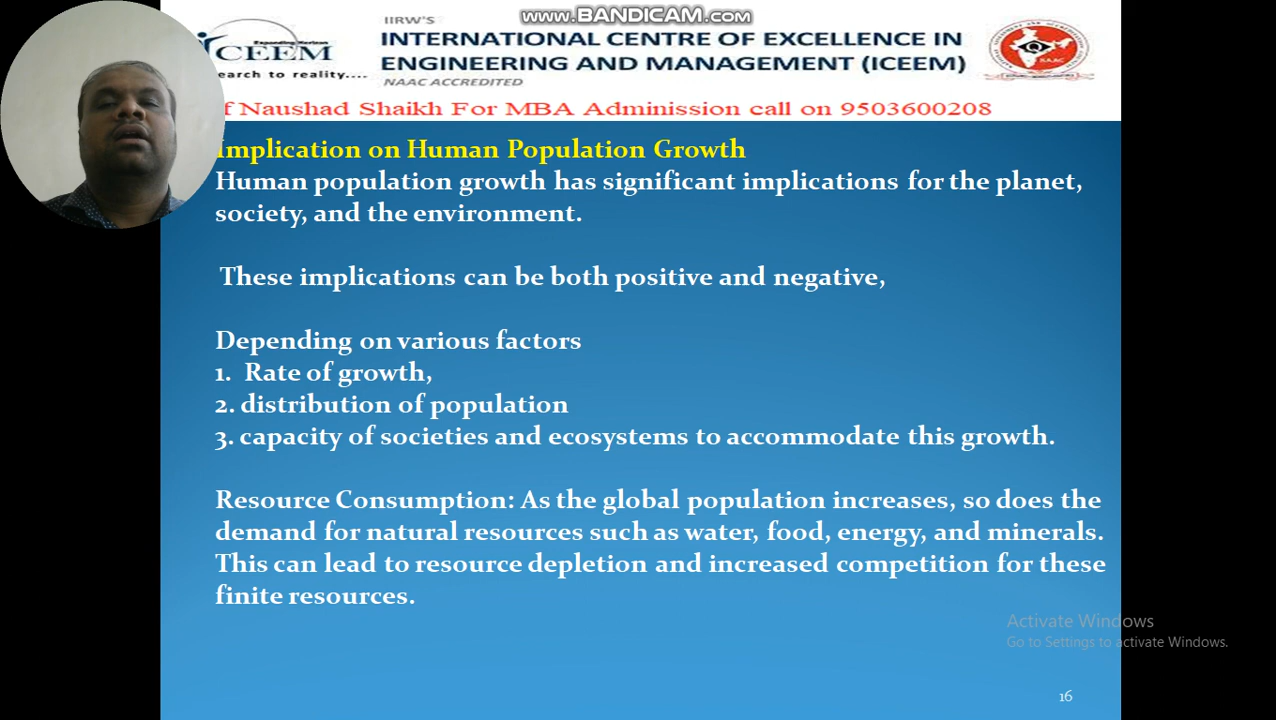 www.BANDICAM.com
IIRW'S
INTERNATIONAL CENTRE OF EXCELLENCE IN
ENGINEERING AND MANAGEMENT (ICEEM)
NAAC ACCREDITED
Expanding Horizon
ICEEM
earch to reality....
NAAC
f Naushad Shaikh For MBA Adminission call on 9503600208
Implication on Human Population Growth
Human population growth has significant implications for the planet,
society, and the environment.
These implications can be both positive and negative,
Depending on various factors
1. Rate of growth,
2. distribution of population
3. capacity of societies and ecosystems to accommodate this growth.
Resource Consumption: As the global population increases, so does the
demand for natural resources such as water, food, energy, and minerals.
This can lead to resource depletion and increased competition for these
finite resources.
Activate Windows
Go to Settings to activate Windows.
16